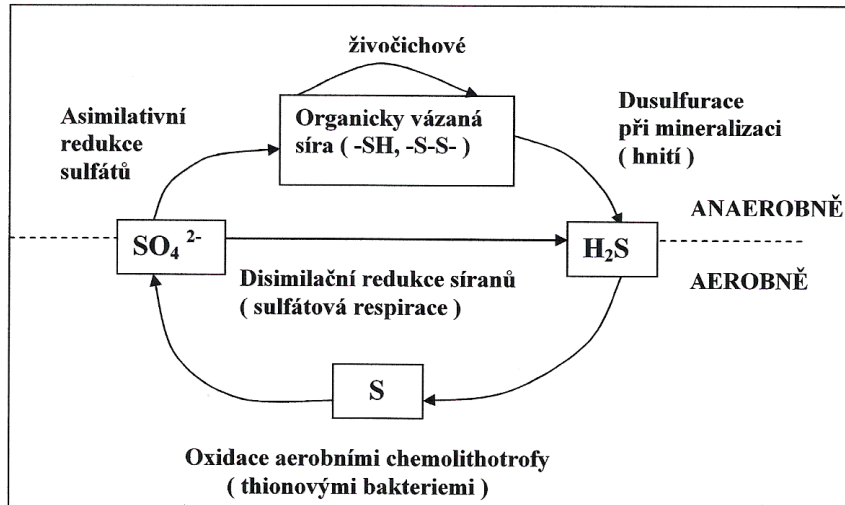 živočichové
Asimilativní
redukce
sulfátů
Organicky vázaná
síra ( -SH, -S-S- )
Dusulfurace
při mineralizaci
( hnití )
ANAEROBNĚ
SO₄ ²⁻
H₂S
Disimilační redukce síranů
( sulfátová respirace )
AEROBNĚ
S
Oxidace aerobními chemolithotrofy
( thionovými bakteriemi )